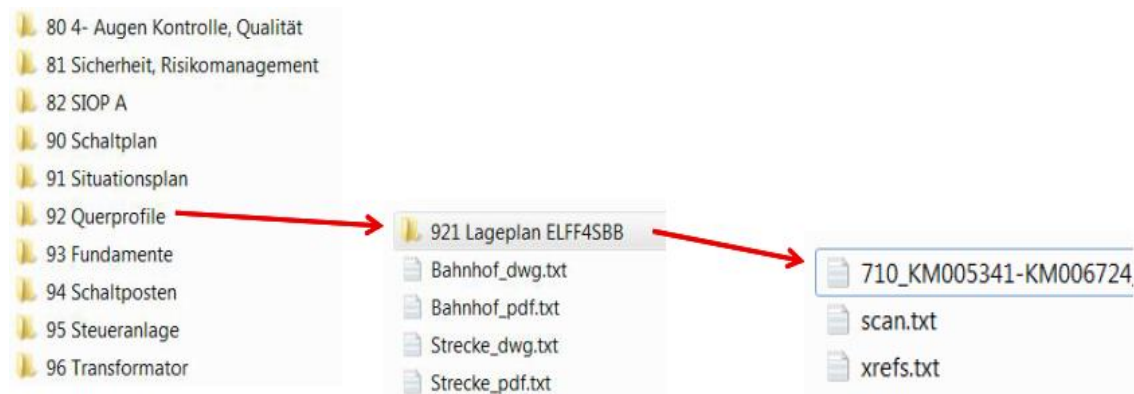 80 4- Augen Kontrolle, Qualität
81 Sicherheit, Risikomanagement
82 SIOP A
90 Schaltplan
91 Situationsplan
92 Querprofile
93 Fundamente
94 Schaltposten
95 Steueranlage
96 Transformator
921 Lageplan ELFF4SBB
Bahnhof_dwg.txt
Bahnhof_pdf.txt
Strecke_dwg.txt
Strecke_pdf.txt
710_KM005341-KM006724_
scan.txt
xrefs.txt